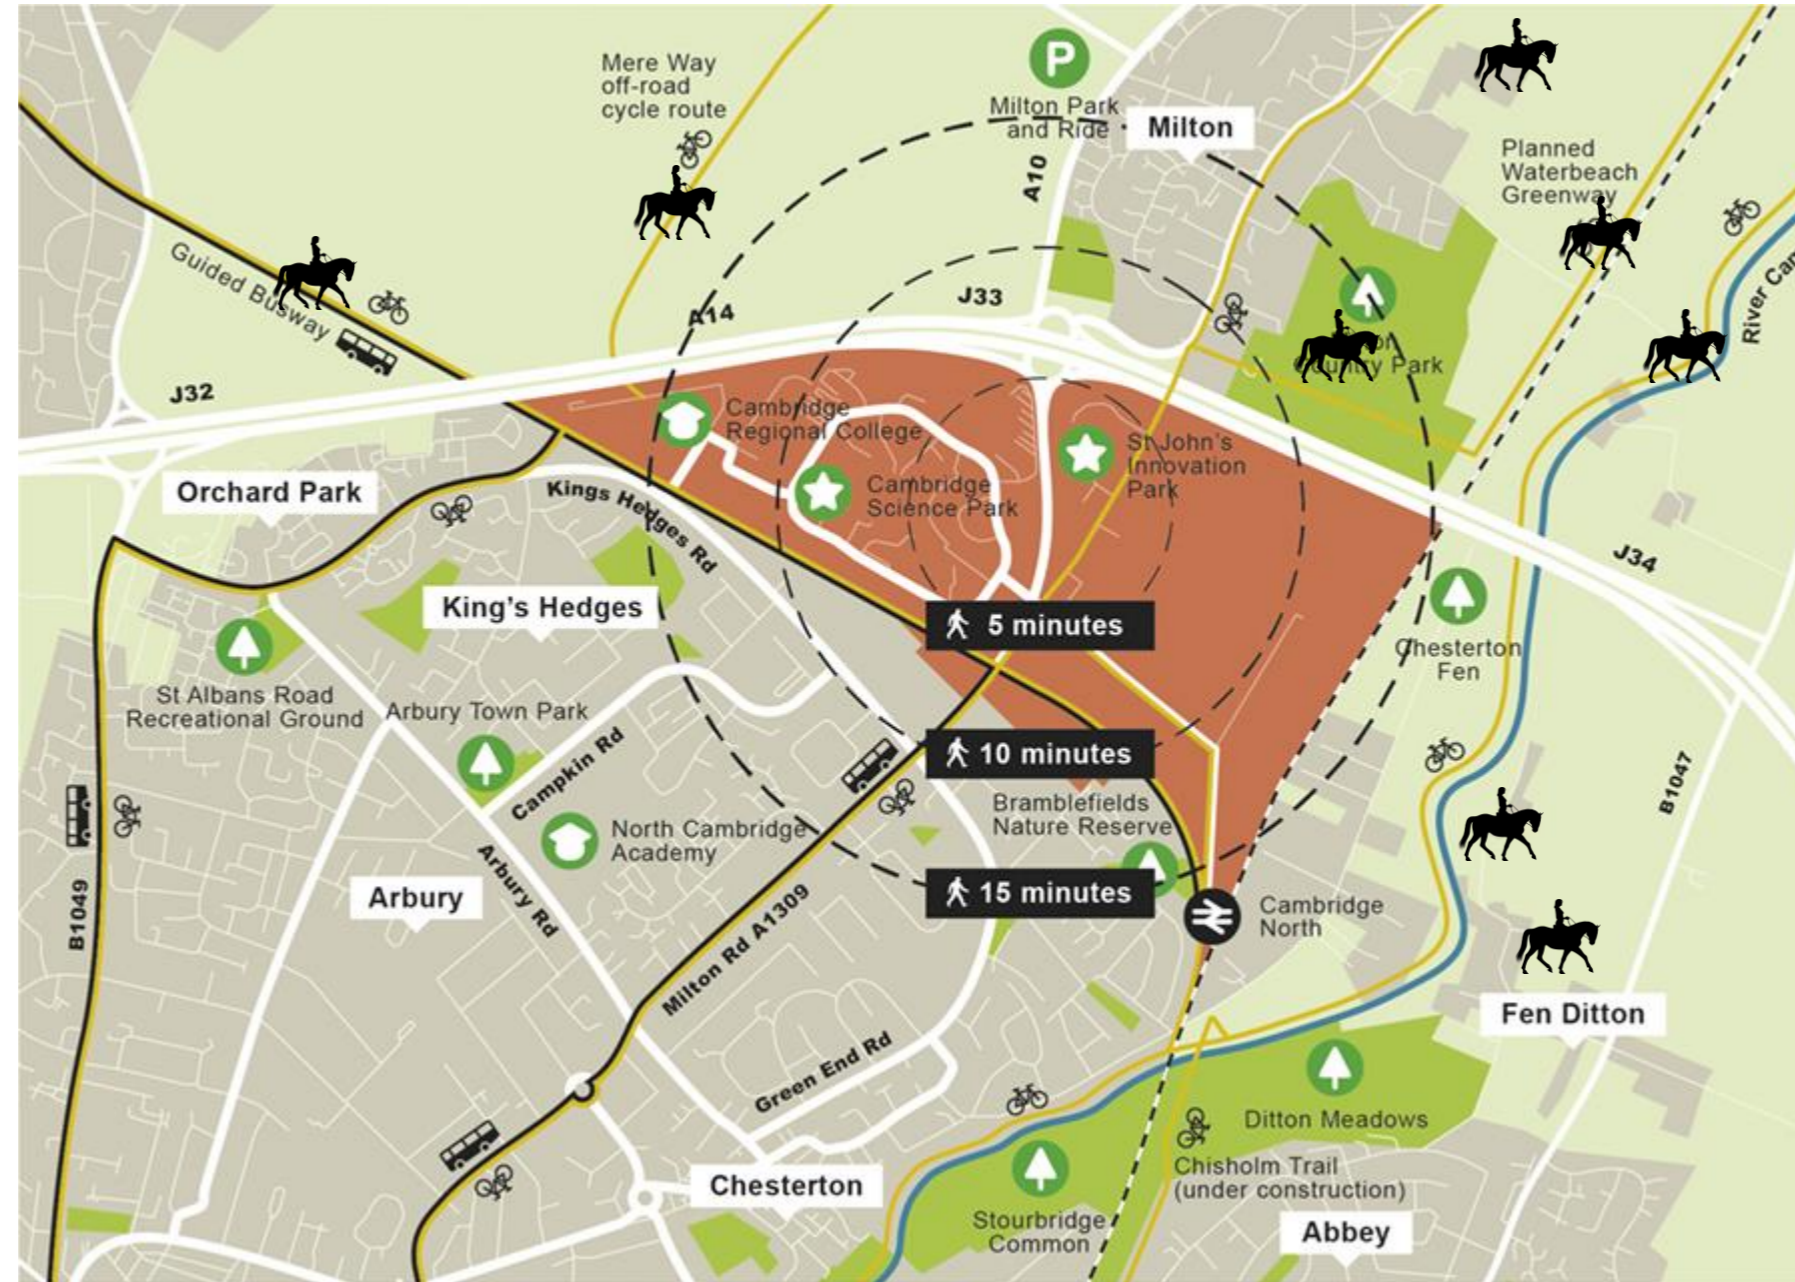 Mere Way
off-road
cycle route
P
Milton Park
and Ride
Milton
A10
Planned
Waterbeach
Greenway
Guided Busway
A14
J33
River Cam
Country Park
J32
Cambridge
Regional College
St John's
Innovation
Park
Orchard Park
Kings Hedges Rd
Cambridge
Science Park
J34
King's Hedges
5 minutes
Chesterton
Fen
St Albans Road
Recreational Ground
Arbury Town Park
Campkin Rd
10 minutes
B1047
Bramblefields
Nature Reserve
North Cambridge
Academy
Arbury
Arbury Rd
B1049
15 minutes
Milton Rd A1309
Cambridge
North
Fen Ditton
Green End Rd
Ditton Meadows
Chesterton
Chisholm Trail
(under construction)
Stourbridge
Common
Abbey